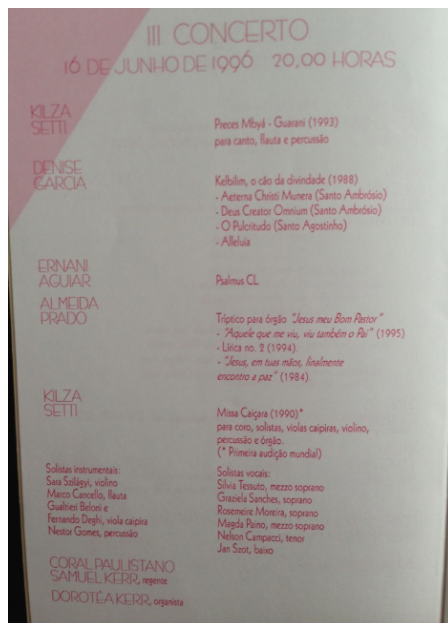 III CONCERTO
16 DE JUNHO DE 1996 20,00 HORAS
KILZA
SETTI
Preces Mbyá - Guarani (1993)
para canto, flauta e percussão
DENISE
GARCIA
Kelbilim, o cão da divindade (1988)
- Aeterna Christi Munera (Santo Ambrósio)
- Deus Creator Omnium (Santo Ambrósio)
- O Pulcritudo (Santo Agostinho)
- Alleluia
ERNANI
AGUIAR
Psalmus CL
ALMEIDA
PRADO
Tríptico para órgão "Jesus meu Bom Pastor"
- "Aquele que me viu, viu também o Pai" (1995)
- Lírica no. 2 (1994).
- "Jesus, em tuas mãos, finalmente
encontro a paz" (1984)
KILZA
SETTI
Missa Caiçara (1990)*
para coro, solistas, violas caipiras, violino,
percussão e órgão.
(* Primeira audição mundial)
Solistas instrumentais:
Sara Szilágyi, violino
Marco Cancello, flauta
Gualtieri Beloni e
Fernando Deghi, viola caipira
Nestor Gomes, percussão
Solistas vocais:
Silvia Tessuto, mezzo soprano
Graziela Sanches, soprano
Rosemeire Moreira, soprano
Magda Paino, mezzo soprano
Nelson Campacci, tenor
Jan Szot, baixo
CORAL PAULISTANO
SAMUEL KERR, regente
DOROTÉA KERR, organista